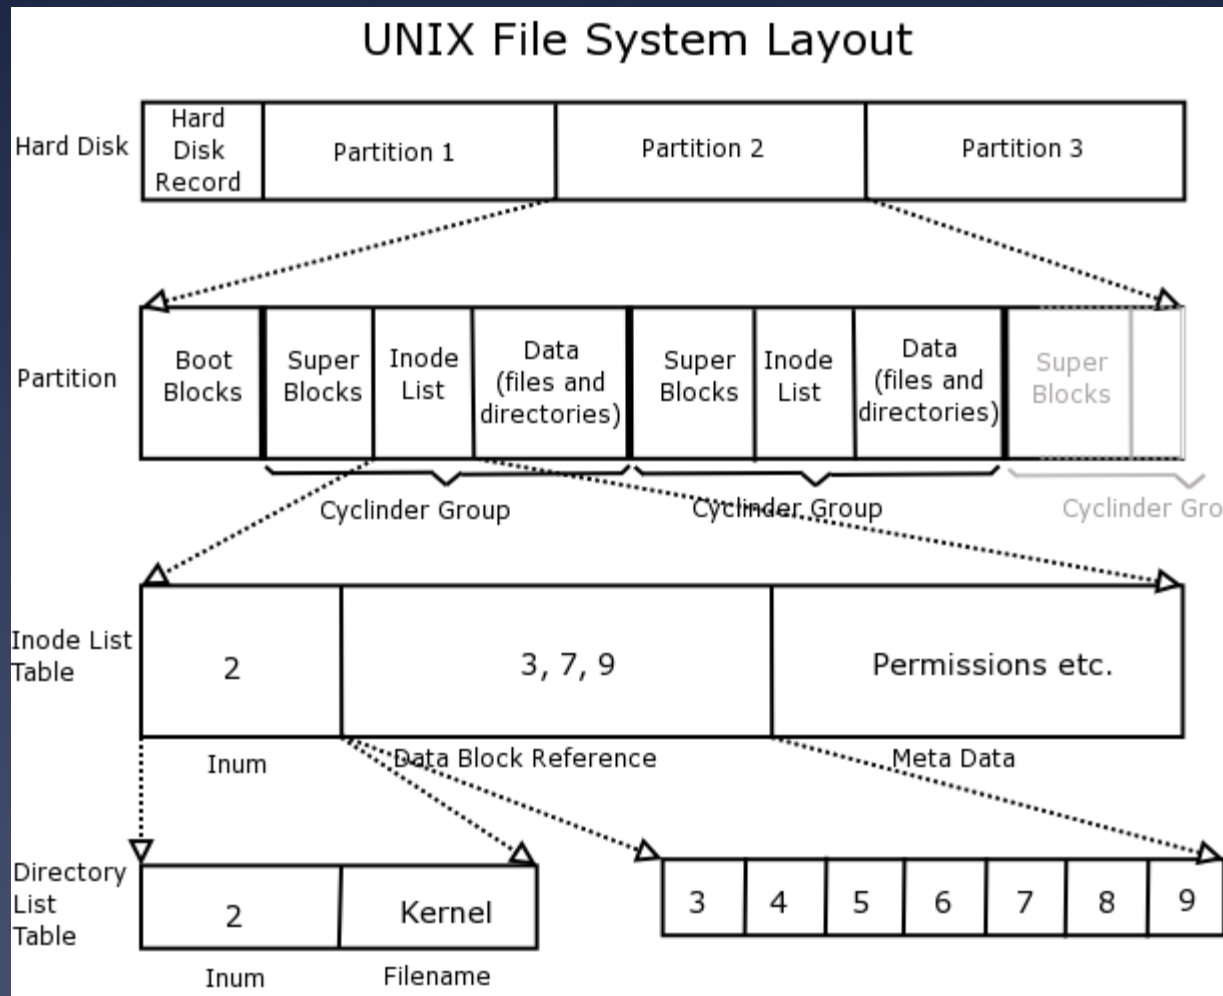 UNIX File System Layout
Hard Disk
Hard
Disk
Record
Partition 1
Partition 2
Partition 3
Partition
Boot
Blocks
Super
Blocks
Inode
List
Data
(files and
directories)
Super
Blocks
Inode
List
Data
(files and
directories)
Super
Blocks
Cyclinder Group
Cyclinder Group
Cyclinder Gro
Inode List
Table
2
3, 7, 9
Permissions etc.
Inum
Data Block Reference
Meta Data
Directory
List
Table
2
Kernel
3
4
5
6
7
8
9
Inum
Filename